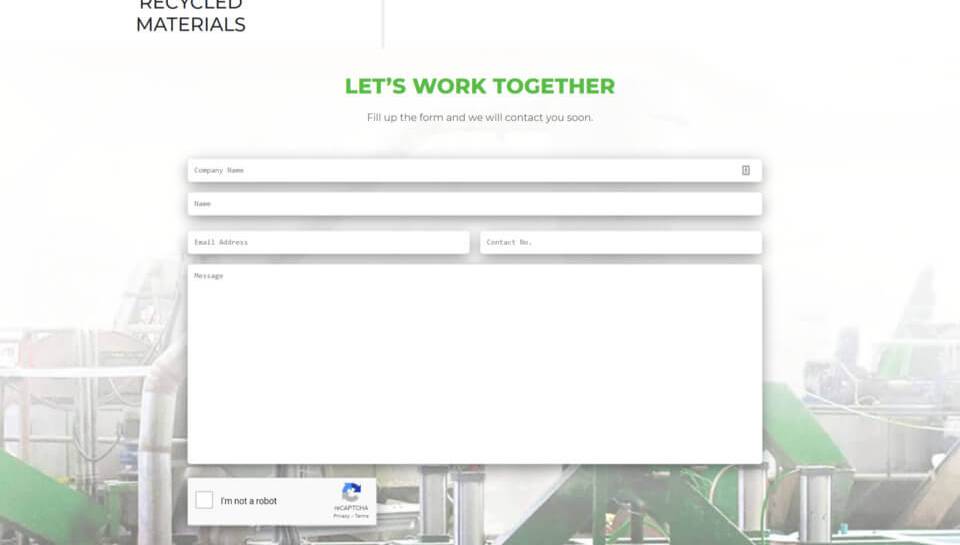 RECYCLED
MATERIALS
LET'S WORK TOGETHER
Fill up the form and we will contact you soon.
Company Name
Name
Email Address
Contact No.
Message
I'm not a robot
reCAPTCHA
Privacy - Terms